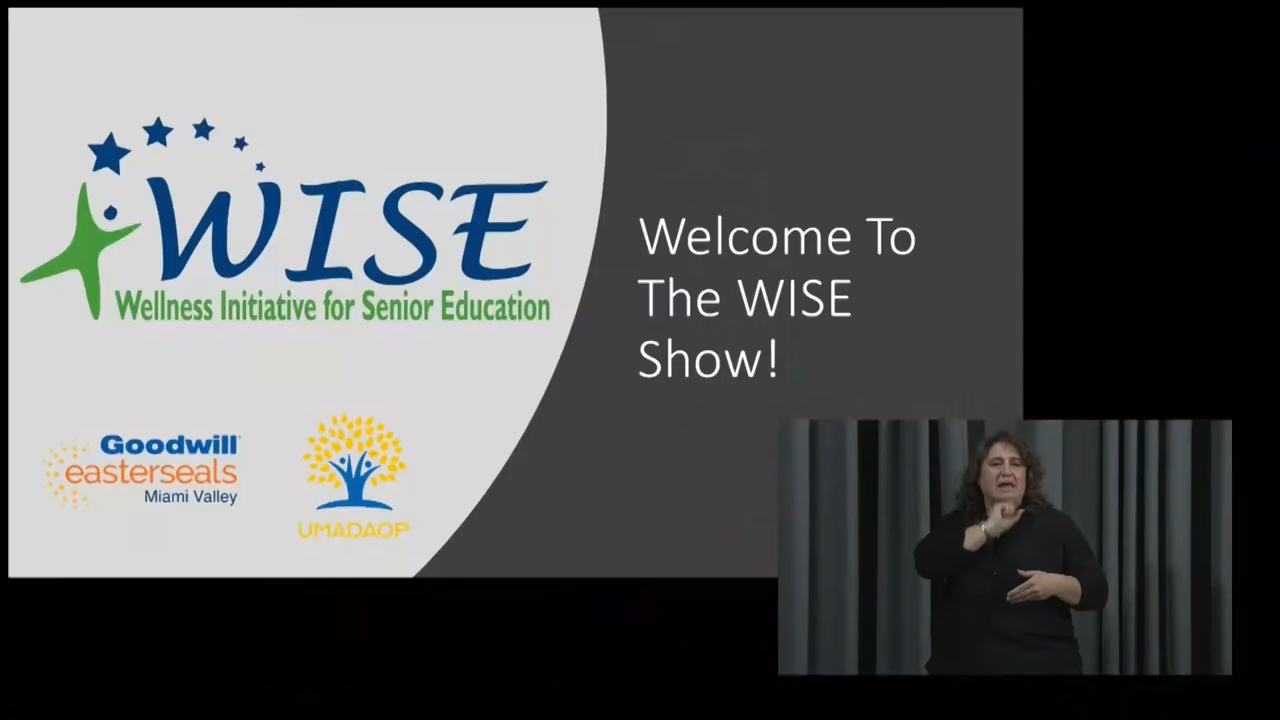 WISE
Wellness Initiative for Senior Education
Welcome To
The WISE
Show!
Goodwill
easterseals
Miami Valley
UMADAOP